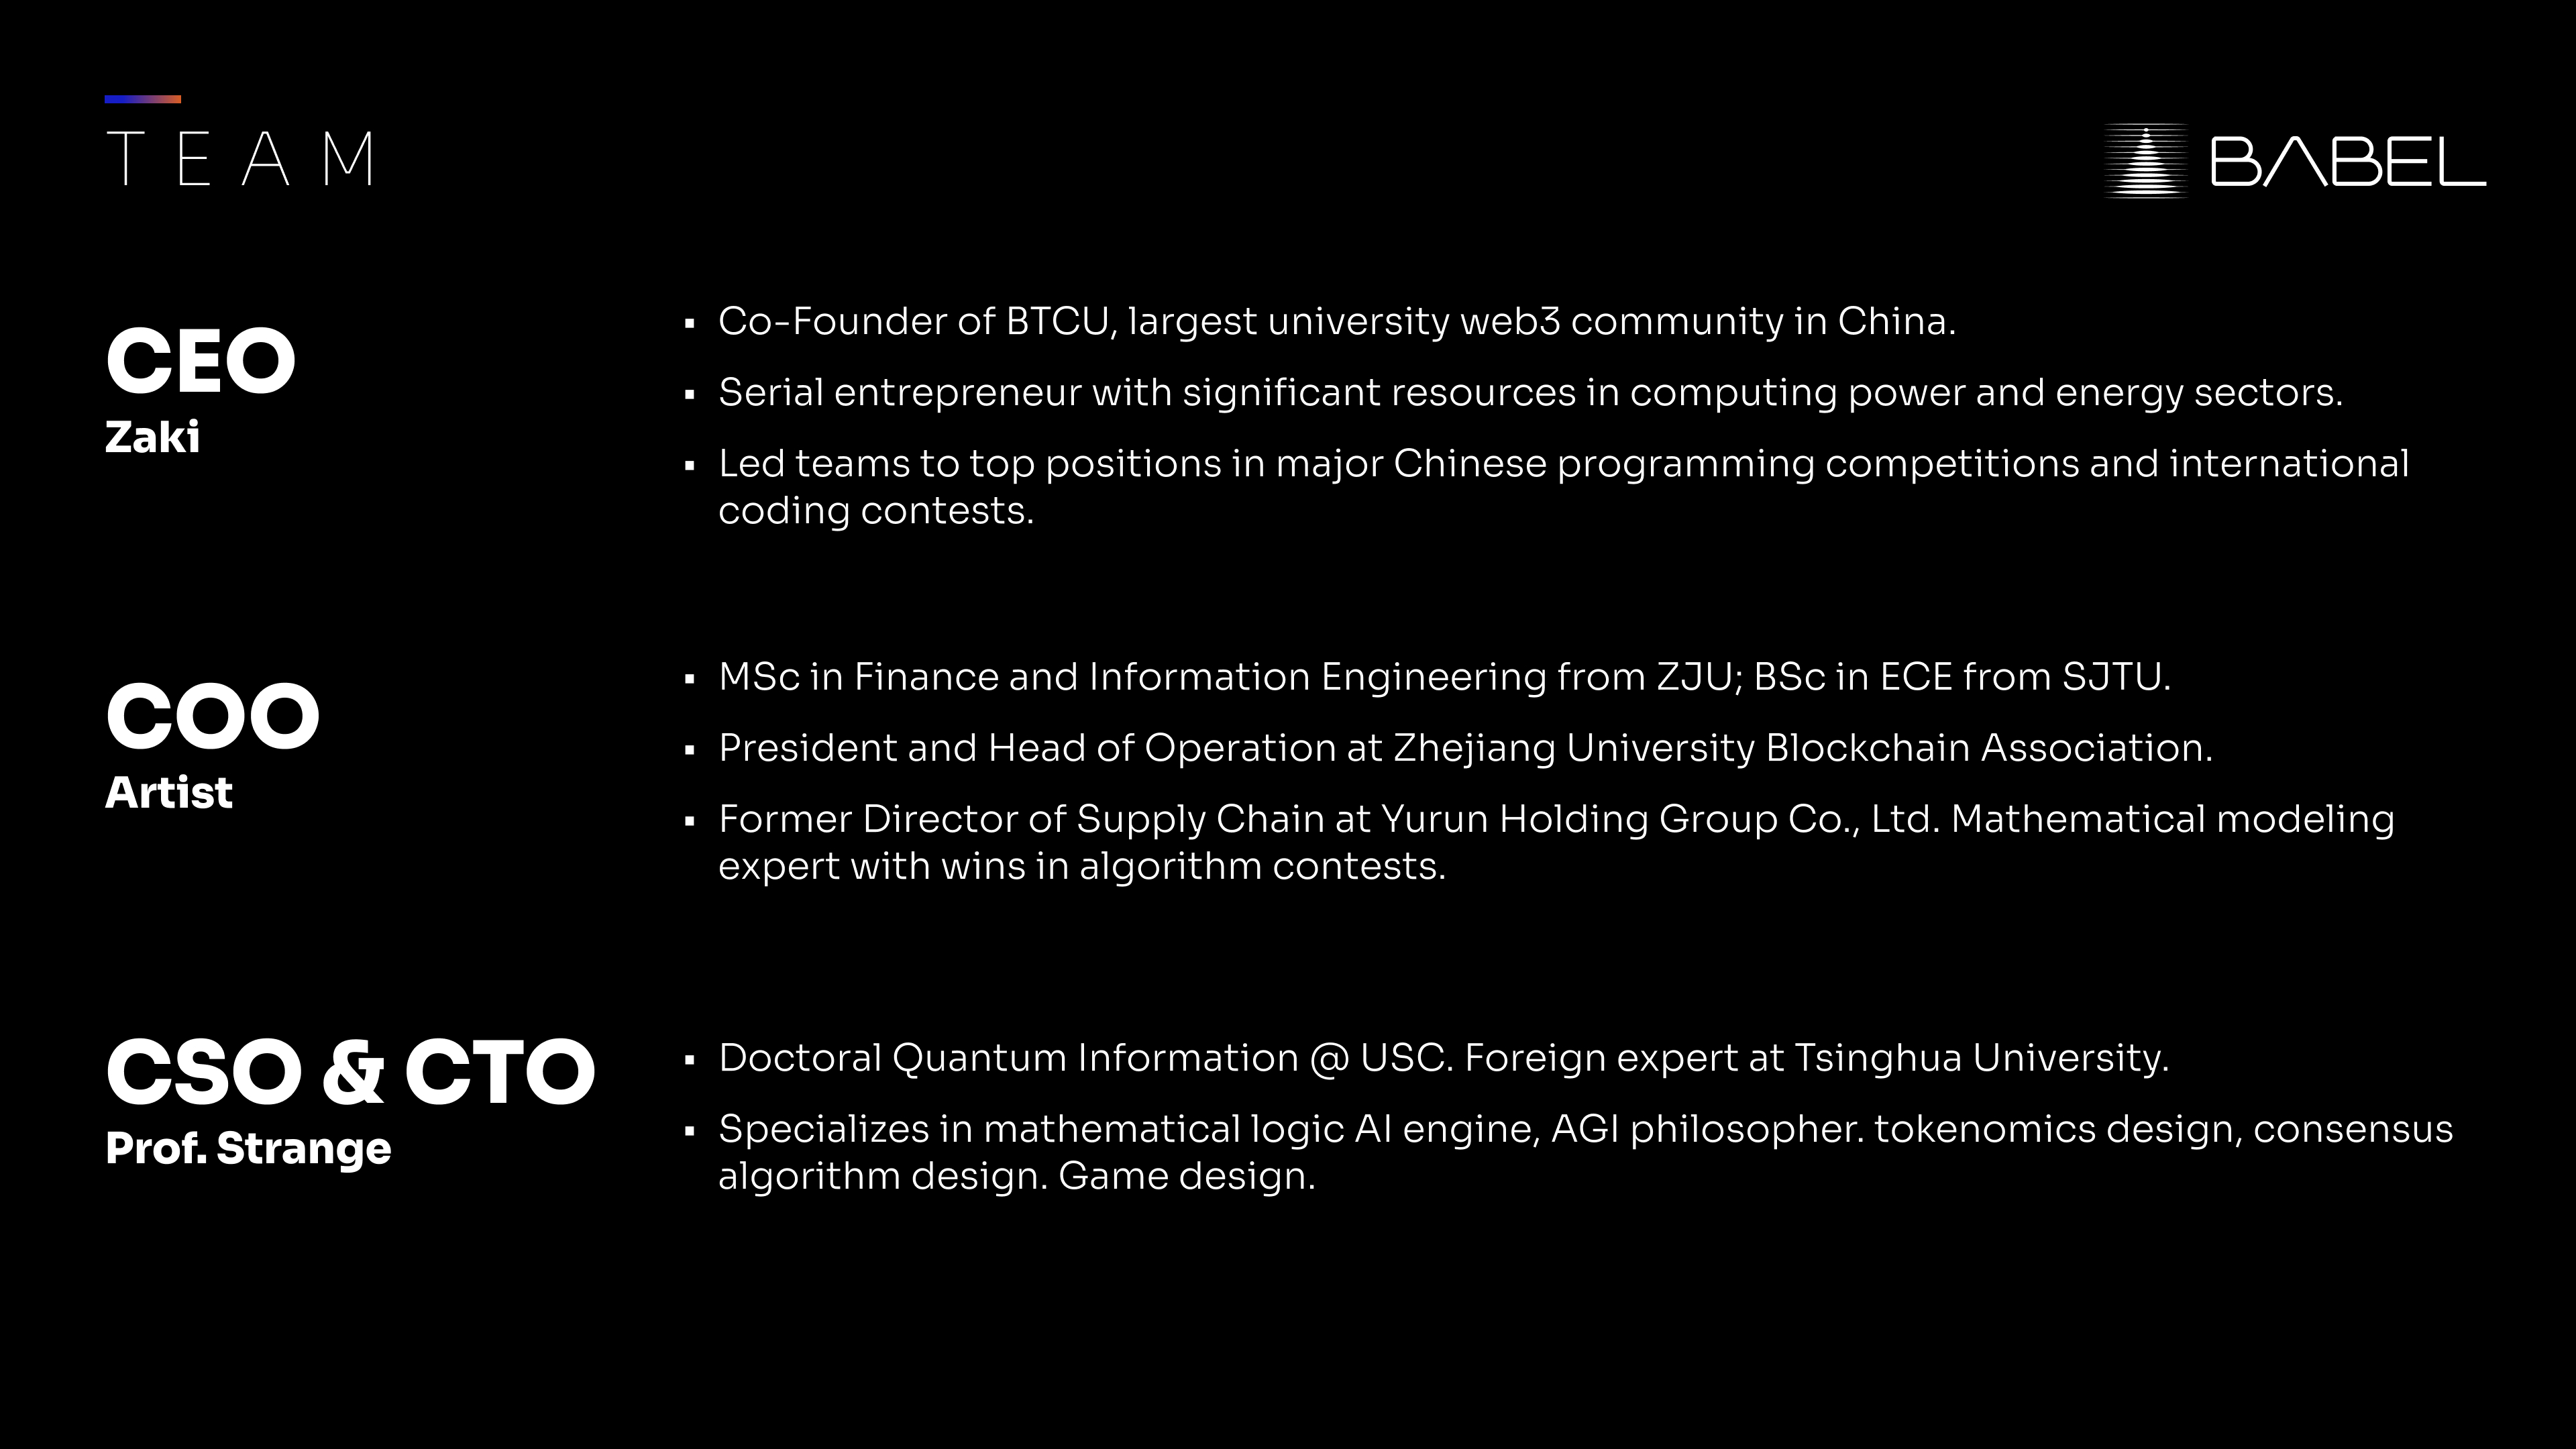 TEAM
BABEL
CEO
Zaki
▪ Co-Founder of BTCU, largest university web3 community in China.
▪ Serial entrepreneur with significant resources in computing power and energy sectors.
▪ Led teams to top positions in major Chinese programming competitions and international
coding contests.
COO
Artist
▪ MSc in Finance and Information Engineering from ZJU; BSc in ECE from SJTU.
▪ President and Head of Operation at Zhejiang University Blockchain Association.
▪ Former Director of Supply Chain at Yurun Holding Group Co., Ltd. Mathematical modeling
expert with wins in algorithm contests.
CSO & CTO
Prof. Strange
▪ Doctoral Quantum Information @ USC. Foreign expert at Tsinghua University.
▪ Specializes in mathematical logic AI engine, AGI philosopher. tokenomics design, consensus
algorithm design. Game design.